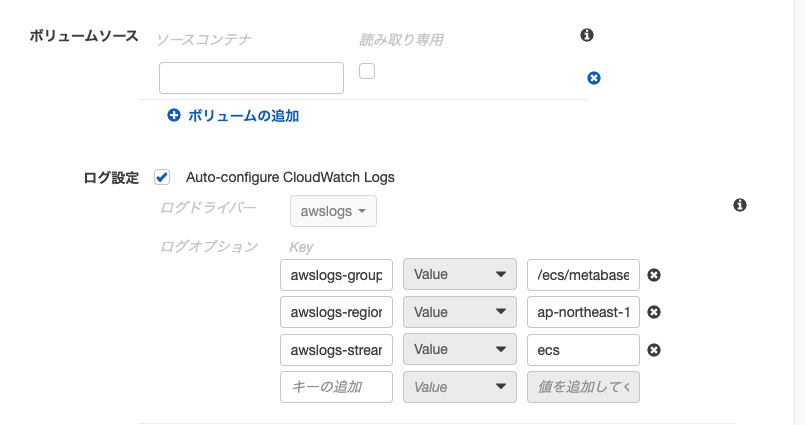 ボリュームソース ソースコンテナ 読み取り専用
ボリュームの追加
ログ設定 Auto-configure CloudWatch Logs
ログドライバー awslogs
ログオプション Key
awslogs-group Value /ecs/metabase
awslogs-region Value ap-northeast-1
awslogs-strear Value ecs
キーの追加 Value 値を追加してく